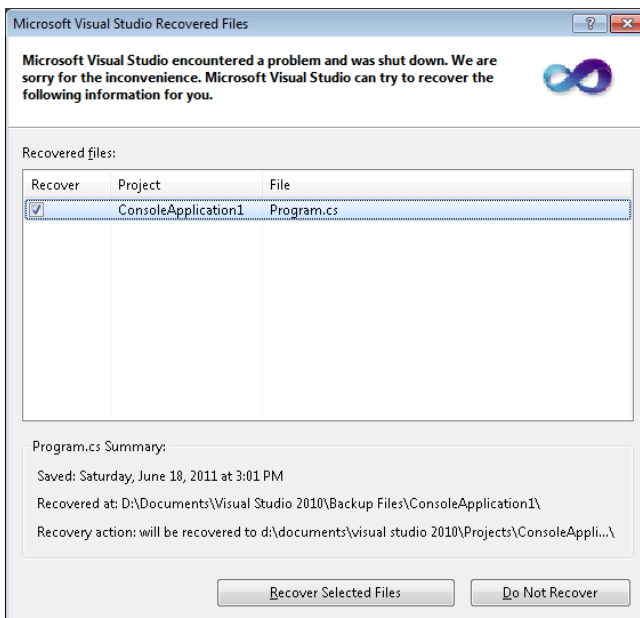 Microsoft Visual Studio Recovered Files
Microsoft Visual Studio encountered a problem and was shut down. We are
sorry for the inconvenience. Microsoft Visual Studio can try to recover the
following information for you.
Recovered files:
Recover Project File
ConsoleApplication1 Program.cs
Program.cs Summary:
Saved: Saturday, June 18, 2011 at 3:01 PM
Recovered at: D:\Documents\Visual Studio 2010\Backup Files\ConsoleApplication1\
Recovery action: will be recovered to d:\documents\visual studio 2010\Projects\ConsoleAppli...\
Recover Selected Files Do Not Recover